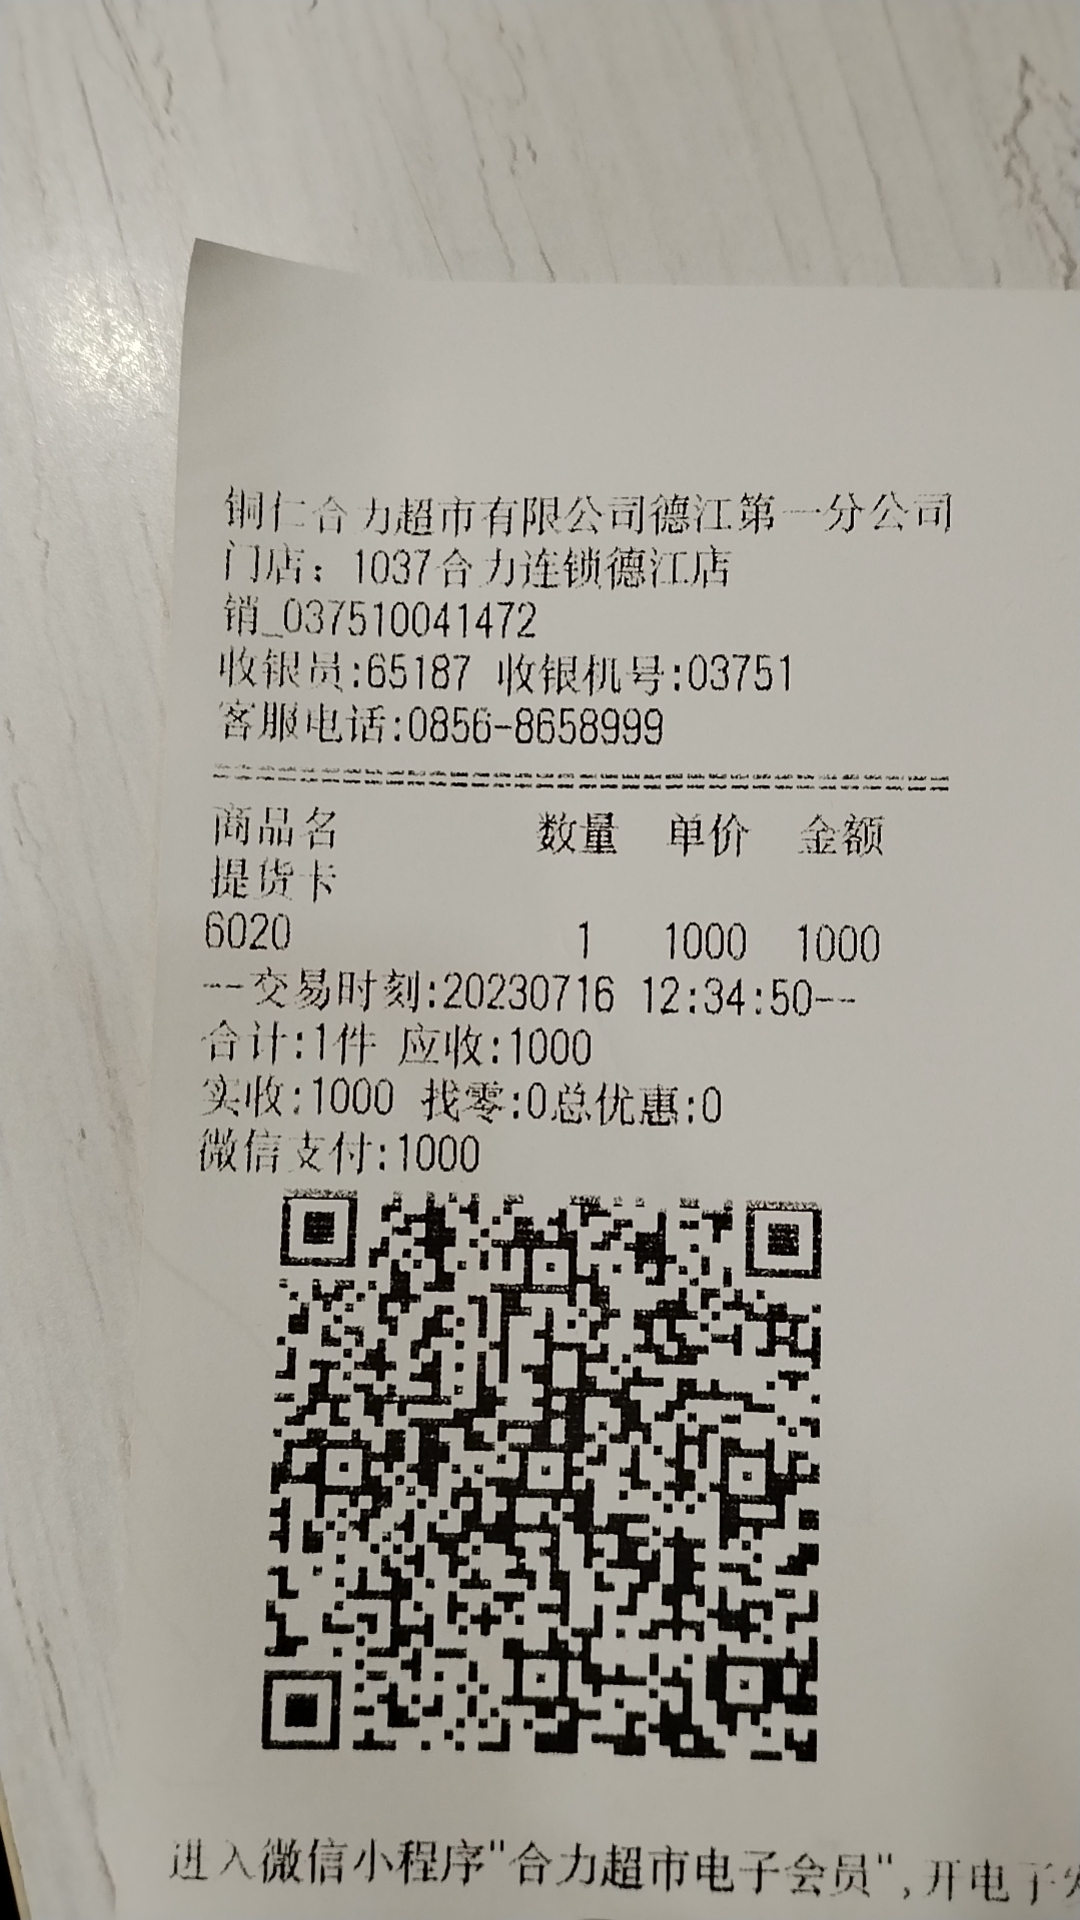 铜仁合力超市有限公司德江第一分公司
门店：1037合力连锁德江店
销_037510041472
收银员:65187 收银机号:03751
客服电话:0856-8658999
商品名 数量 单价 金额
提货卡
6020 1 1000 1000
--交易时刻:20230716 12:34:50--
合计:1件 应收:1000
实收:1000 找零:0总优惠:0
微信支付:1000
进入微信小程序"合力超市电子会员",开电子